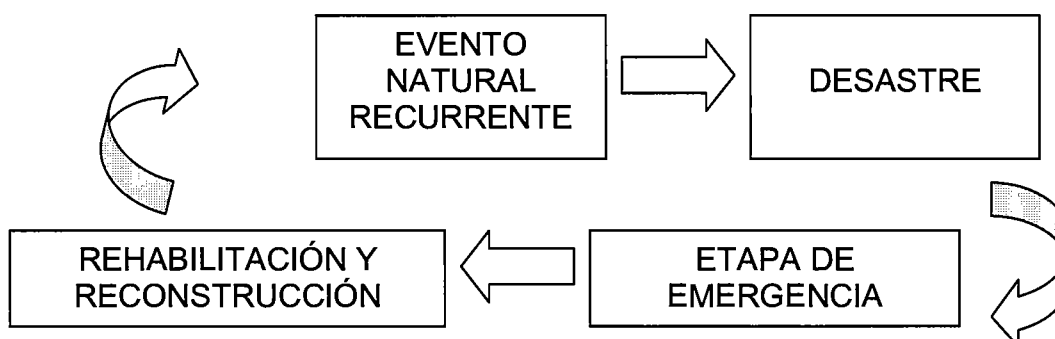 EVENTO
NATURAL
RECURRENTE
DESASTRE
REHABILITACIÓN Y
RECONSTRUCCIÓN
ETAPA DE
EMERGENCIA